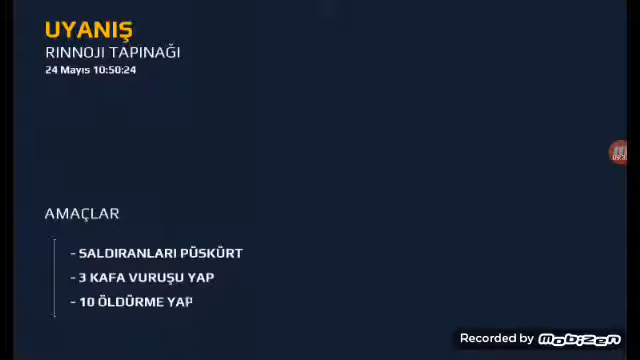 UYANIŞ
RINNOJI TAPINAĞI
24 Mayıs 10:50:24
AMAÇLAR
- SALDIRANLARI PÜSKÜRT
- 3 KAFA VURUŞU YAP
- 10 ÖLDÜRME YAP
Recorded by Mobizen